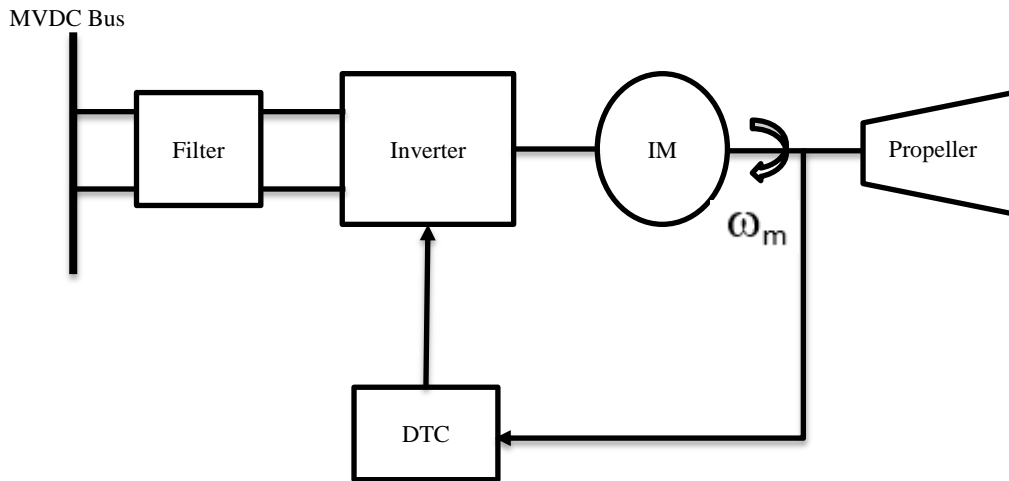 MVDC Bus
Filter
Inverter
IM
Propeller
ωm
DTC